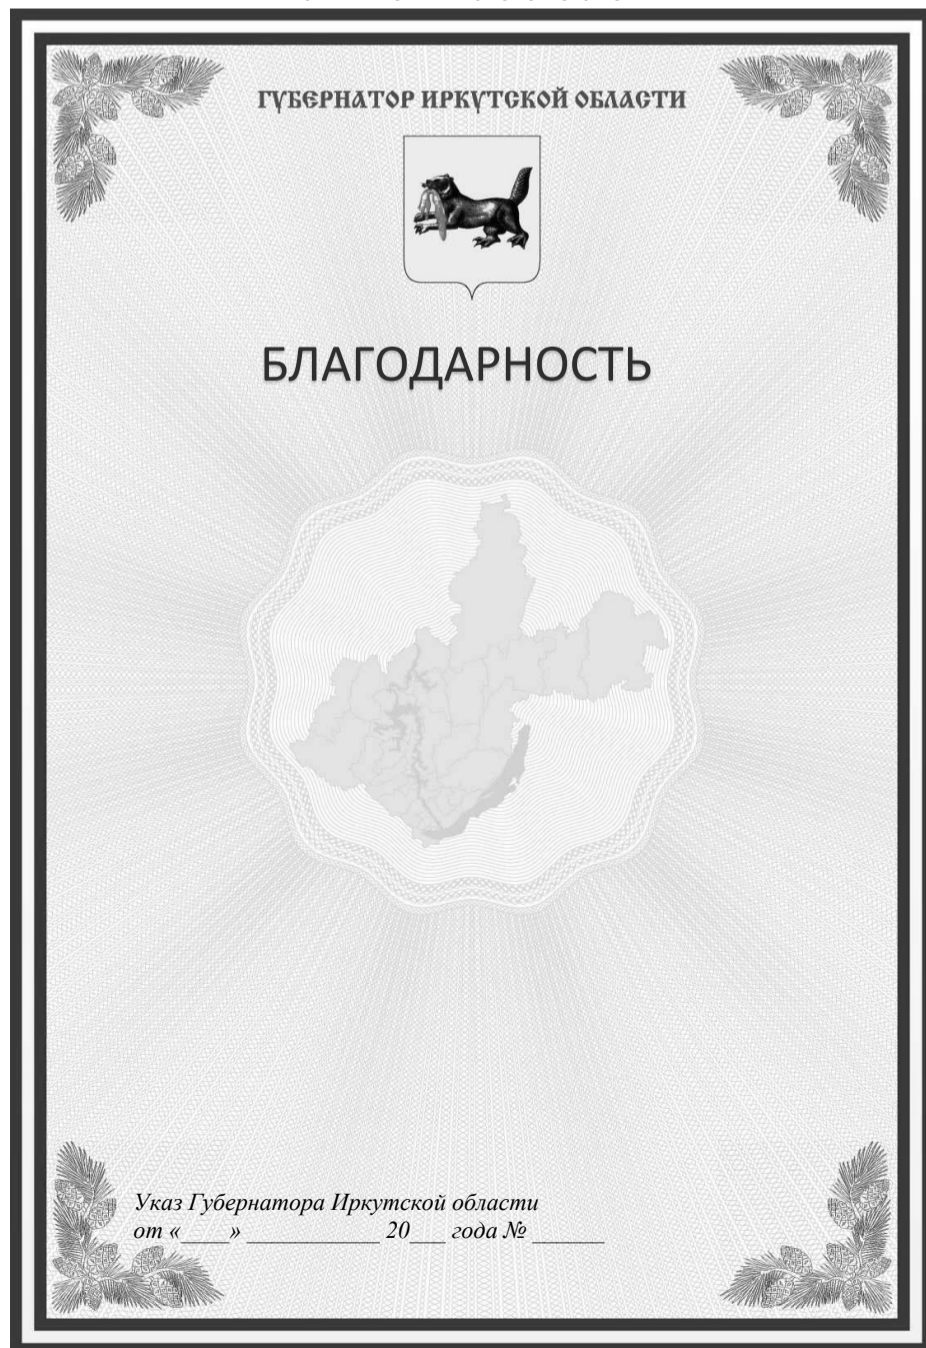 ГУБЕРНАТОР ИРКУТСКОЙ ОБЛАСТИ
БЛАГОДАРНОСТЬ
Указ Губернатора Иркутской области
от «____» ___________ 20___ года № ______